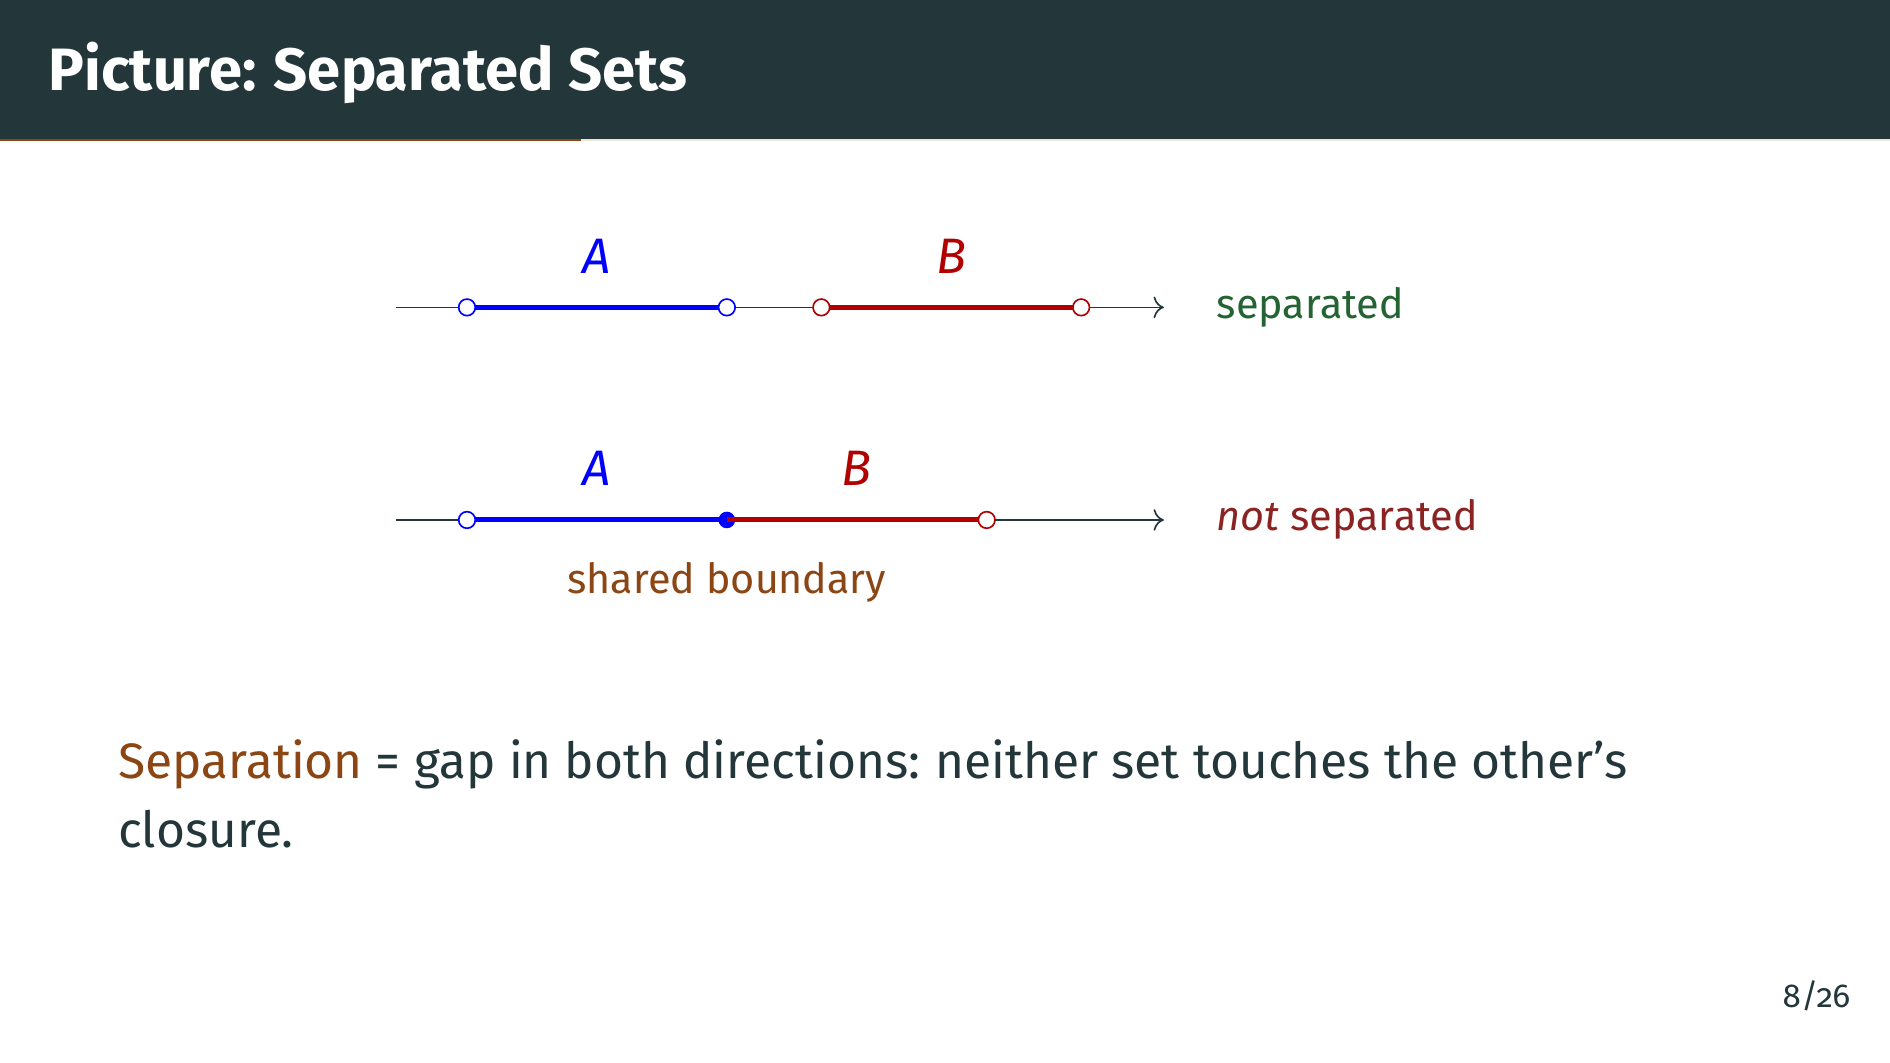 Picture: Separated Sets
A B
separated
A B
not separated
shared boundary
Separation = gap in both directions: neither set touches the other’s
closure.
8/26